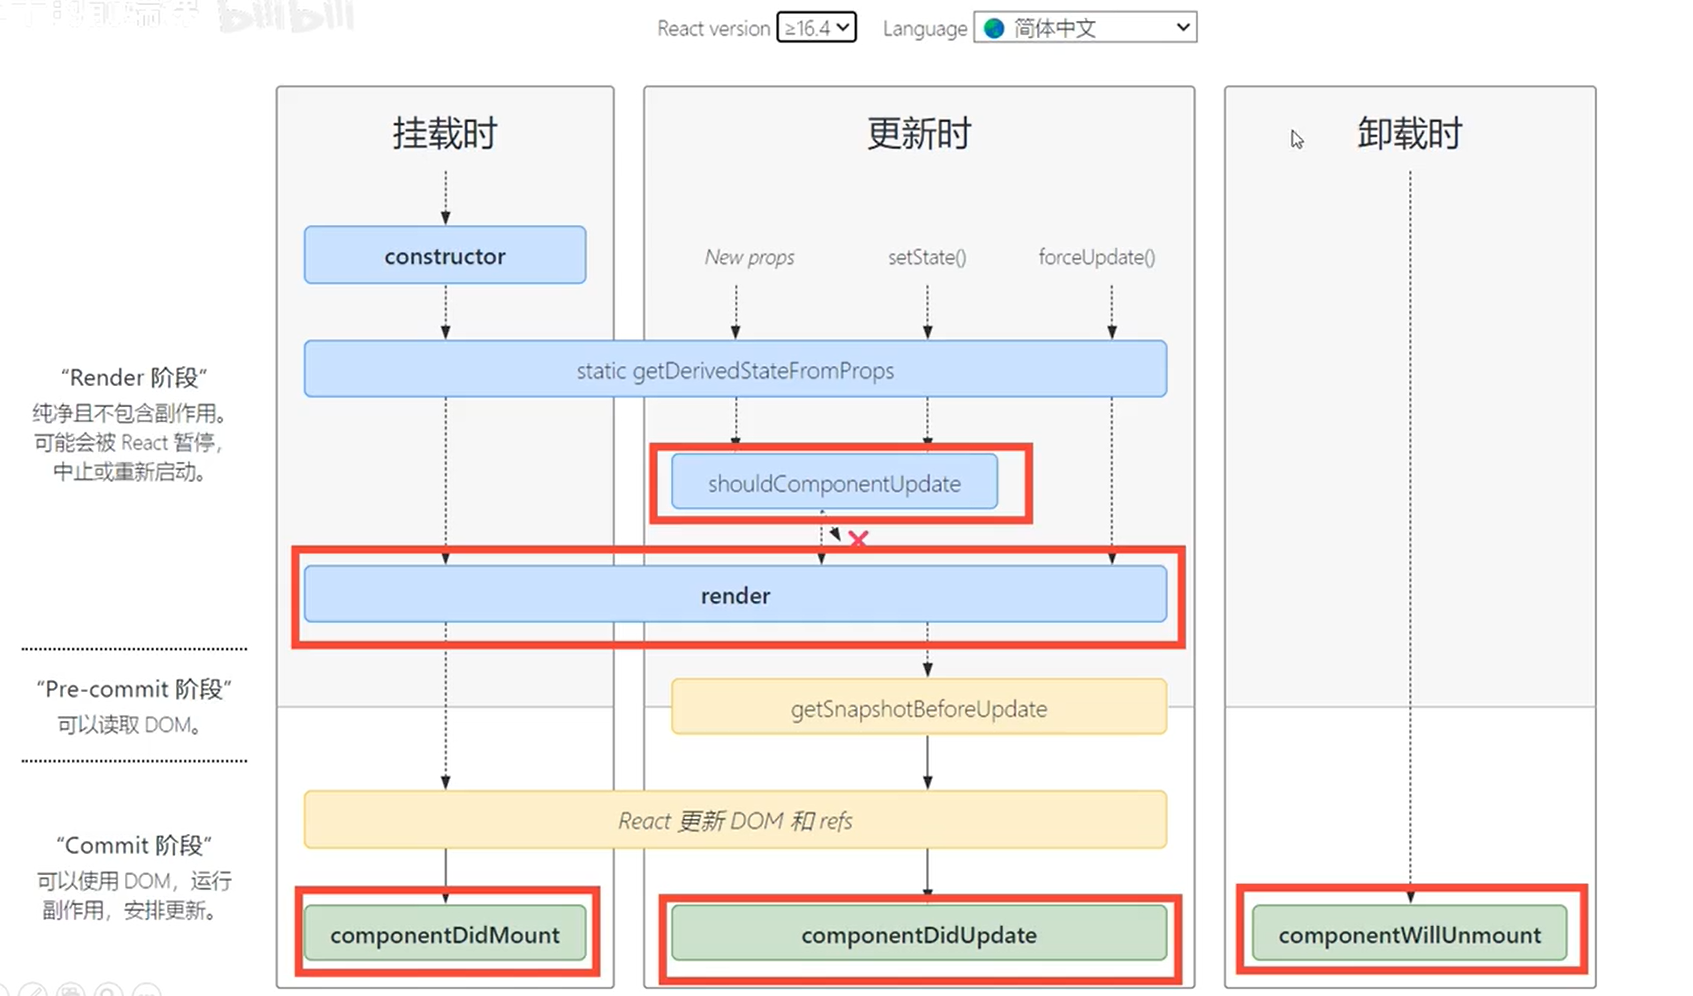 bilibili
React version ≥16.4 Language 简体中文
挂载时
更新时
卸载时
constructor
New props
setState()
forceUpdate()
static getDerivedStateFromProps
“Render 阶段”
纯净且不包含副作用。
可能会被 React 暂停，
中止或重新启动。
shouldComponentUpdate
render
“Pre-commit 阶段”
可以读取 DOM。
getSnapshotBeforeUpdate
React 更新 DOM 和 refs
“Commit 阶段”
可以使用 DOM，运行
副作用，安排更新。
componentDidMount
componentDidUpdate
componentWillUnmount